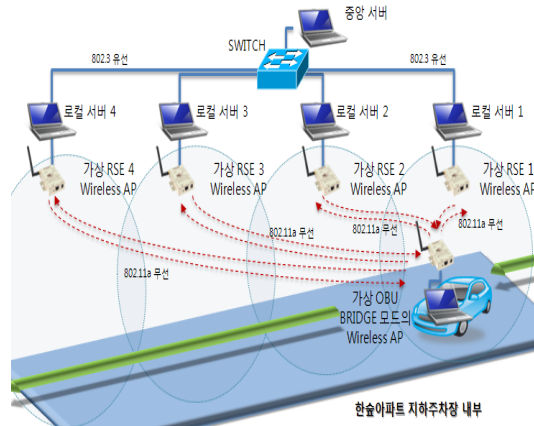 중앙 서버
SWITCH
802.3 유선
802.3 유선
로컬 서버 4
로컬 서버 3
로컬 서버 2
로컬 서버 1
가상 RSE 4
Wireless AP
가상 RSE 3
Wireless AP
가상 RSE 2
Wireless AP
가상 RSE 1
Wireless AP
802.11a 무선
802.11a 무선
802.11a 무선
802.11a 무선
가상 OBU
BRIDGE 모드의
Wireless AP
한숲아파트 지하주차장 내부